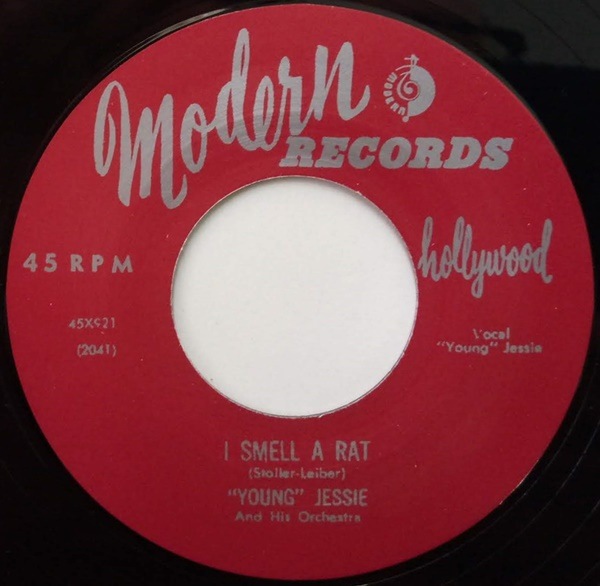 Modern
MODERN
RECORDS
hollywood
45 RPM
45X921
(2041)
Vocal
"Young" Jessie
I SMELL A RAT
(Stoller-Leiber)
"YOUNG" JESSIE
And His Orchestra